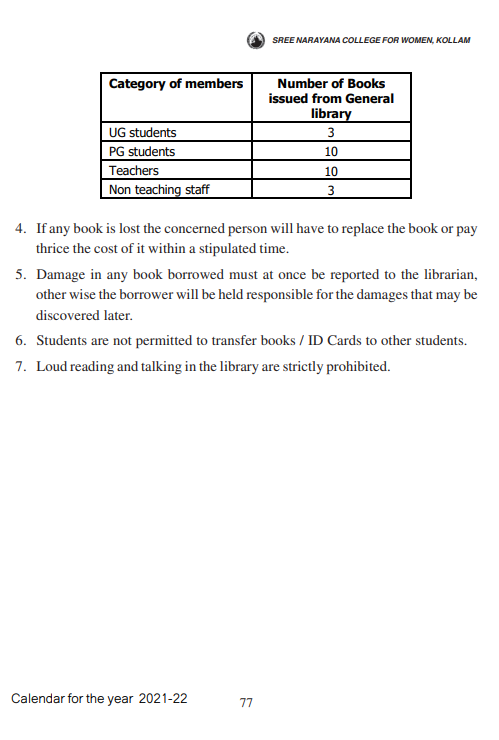 SREE NARAYANA COLLEGE FOR WOMEN, KOLLAM
Category of members Number of Books
issued from General
library
UG students 3
PG students 10
Teachers 10
Non teaching staff 3
4. If any book is lost the concerned person will have to replace the book or pay
thrice the cost of it within a stipulated time.
5. Damage in any book borrowed must at once be reported to the librarian,
other wise the borrower will be held responsible for the damages that may be
discovered later.
6. Students are not permitted to transfer books / ID Cards to other students.
7. Loud reading and talking in the library are strictly prohibited.
Calendar for the year 2021-22 77